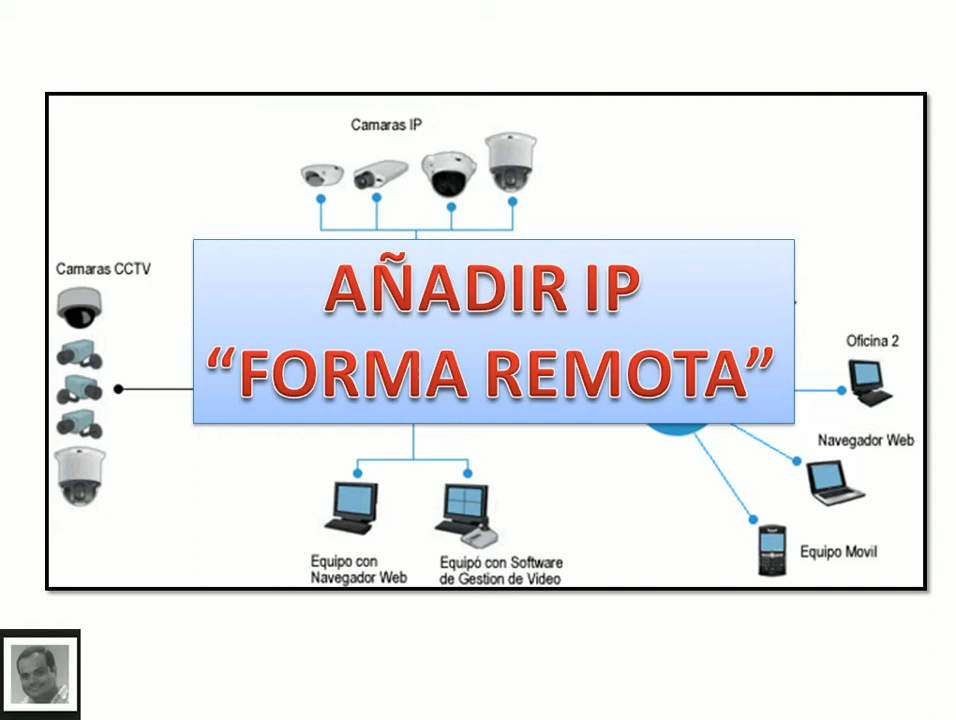 Camaras IP
Camaras CCTV
AÑADIR IP
“FORMA REMOTA”
Oficina 2
Navegador Web
Equipo Movil
Equipo con
Navegador Web
Equipó con Software
de Gestion de Video